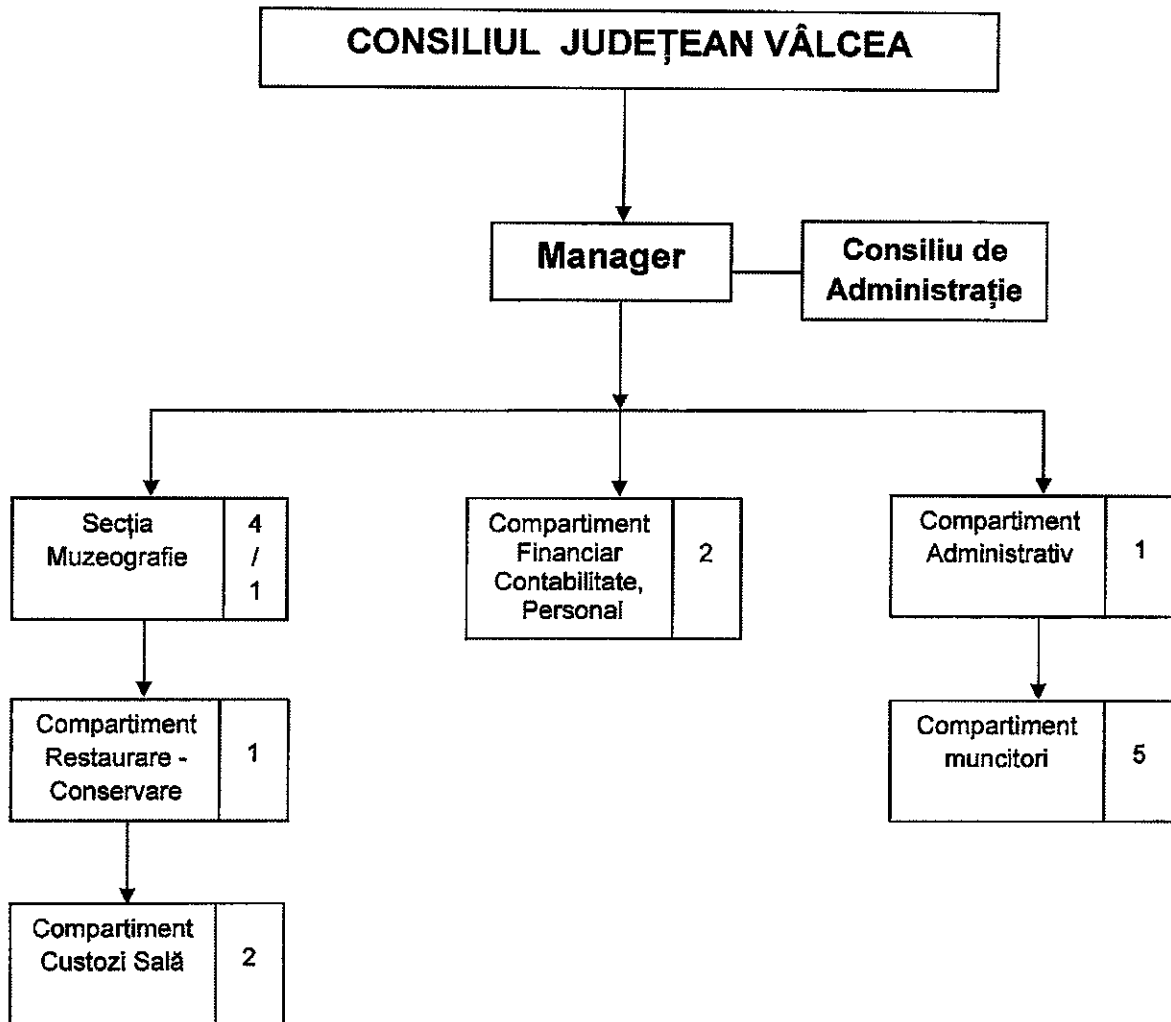 CONSILIUL JUDEȚEAN VÂLCEA
Manager
Consiliu de
Administrație
Secția
Muzeografie
4
/
1
Compartiment
Financiar
Contabilitate,
Personal
2
Compartiment
Administrativ
1
Compartiment
Restaurare -
Conservare
1
Compartiment
muncitori
5
Compartiment
Custozi Sală
2